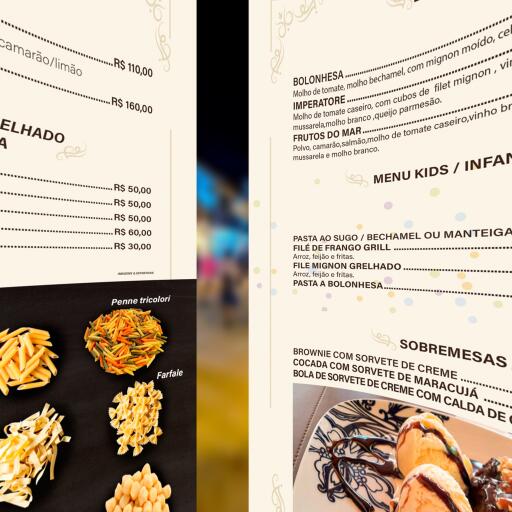 R$ 110,00
camarão/limão
R$ 160,00
ELHADO
A
R$ 50,00
R$ 50,00
R$ 50,00
R$ 60,00
R$ 30,00
Penne tricolori
Farfale
BOLONHESA
Molho de tomate, molho bechamel, com mignon moído, cel
IMPERATORE
Molho de tomate caseiro, com cubos de filet mignon , vin
mussarela,molho branco ,queijo parmesão.
FRUTOS DO MAR
Polvo, camarão,salmão,molho de tomate caseiro,vinho br
mussarela e molho branco.
MENU KIDS / INFAN
PASTA AO SUGO / BECHAMEL OU MANTEIGA
FILÉ DE FRANGO GRILL
Arroz, feijão e fritas.
FILE MIGNON GRELHADO
Arroz, feijão e fritas.
PASTA A BOLONHESA
SOBREMESAS
BROWNIE COM SORVETE DE CREME
COCADA COM SORVETE DE MARACUJÁ
BOLA DE SORVETE DE CREME COM CALDA DE C